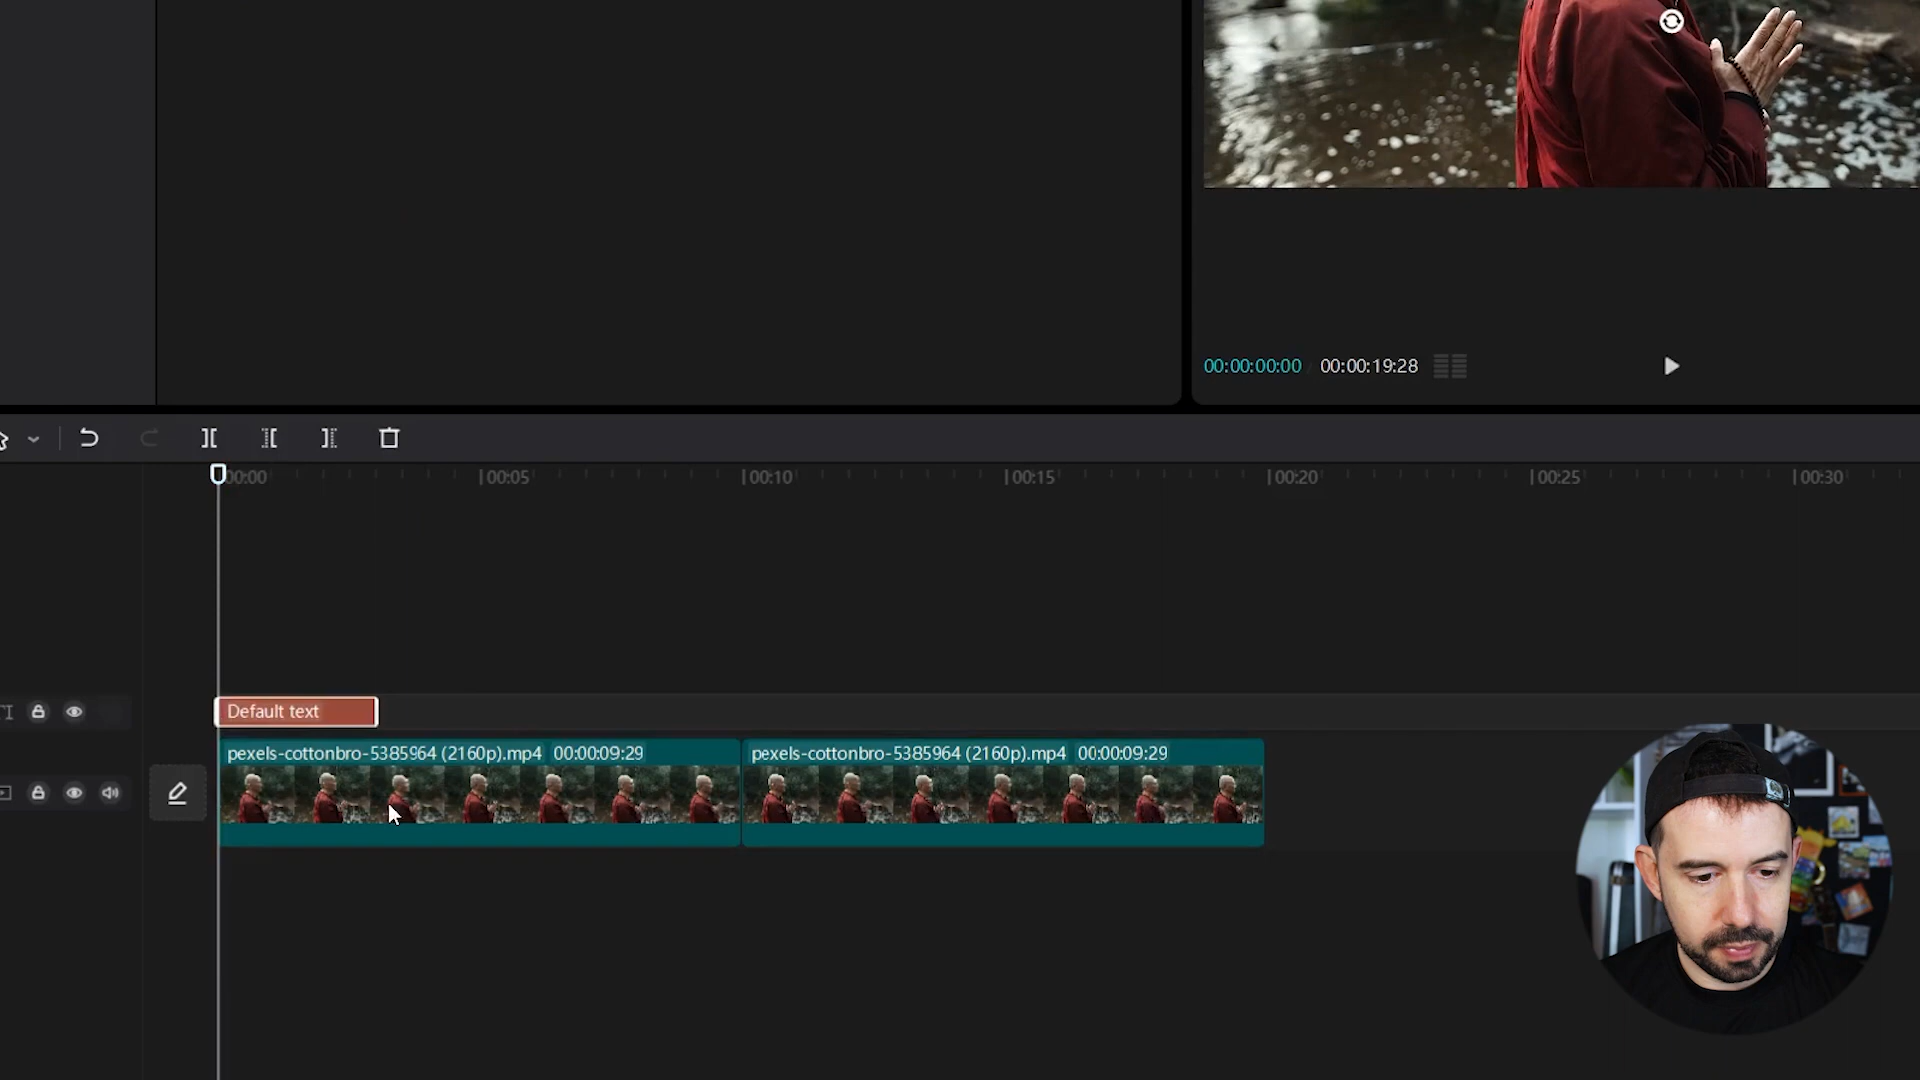 00:00:00:00 00:00:19:28
00:00 00:05 00:10 00:15 00:20 00:25 00:30
TI
Default text
pexels-cottonbro-5385964 (2160p).mp4 00:00:09:29 pexels-cottonbro-5385964 (2160p).mp4 00:00:09:29